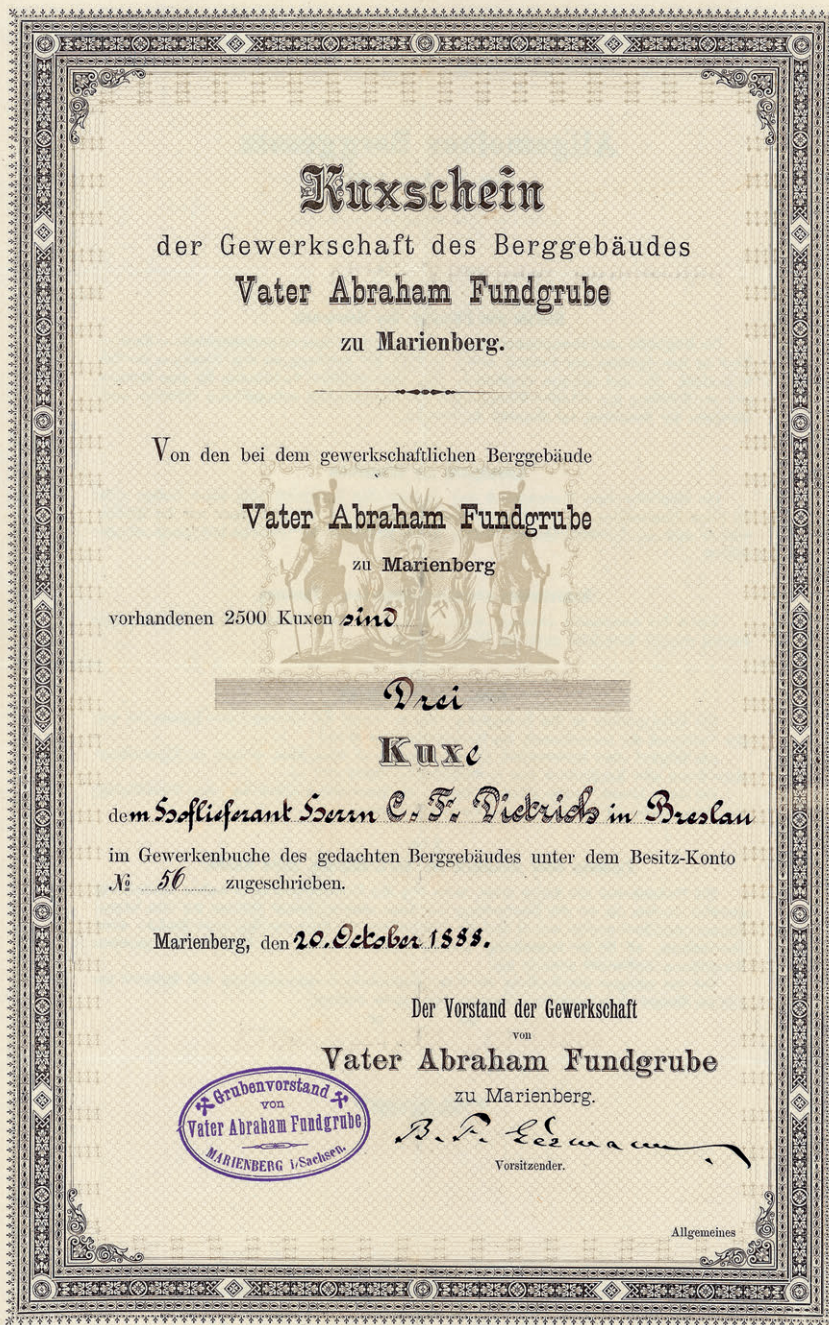 Kuxschein
der Gewerkschaft des Berggebäudes
Vater Abraham Fundgrube
zu Marienberg.
Von den bei dem gewerkschaftlichen Berggebäude
Vater Abraham Fundgrube
zu Marienberg
vorhandenen 2500 Kuxen sind
Drei
Kuxe
dem Hoflieferant Herrn C. F. Dietrich in Breslau
im Gewerkenbuche des gedachten Berggebäudes unter dem Besitz-Konto
№ 56 zugeschrieben.
Marienberg, den 20. October 1888.
Der Vorstand der Gewerkschaft
von
Vater Abraham Fundgrube
zu Marienberg.
B. F.
Vorsitzender.
Grubenvorstand
von
Vater Abraham Fundgrube
MARIENBERG i/Sachsen.
Allgemeines